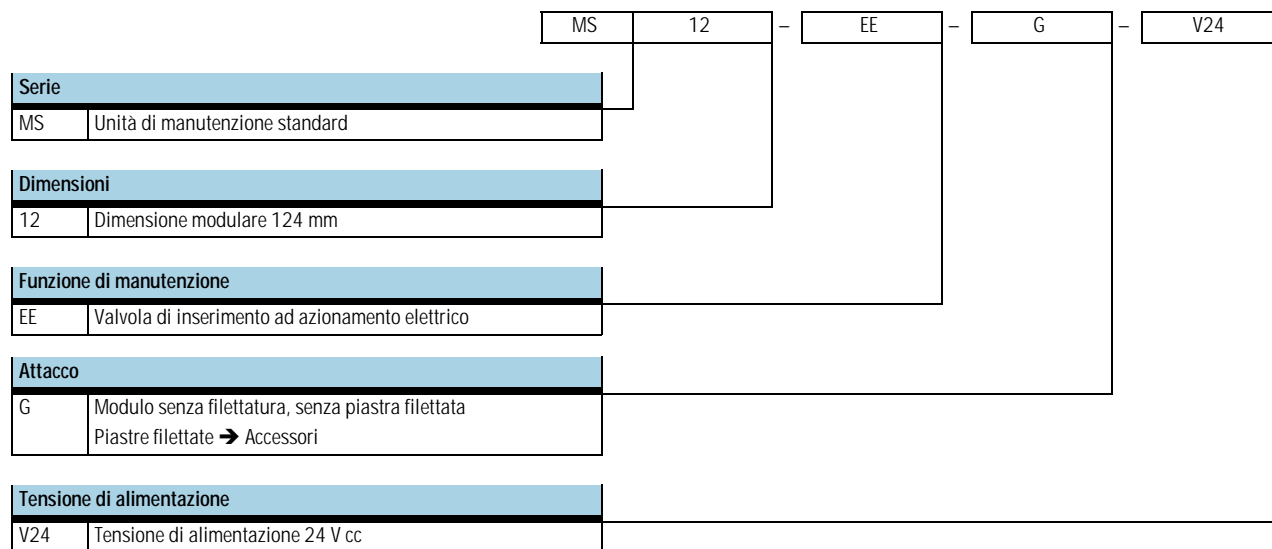 MS 12 – EE – G – V24
Serie
MS Unità di manutenzione standard
Dimensioni
12 Dimensione modulare 124 mm
Funzione di manutenzione
EE Valvola di inserimento ad azionamento elettrico
Attacco
G Modulo senza filettatura, senza piastra filettata
Piastre filettate ➔ Accessori
Tensione di alimentazione
V24 Tensione di alimentazione 24 V cc